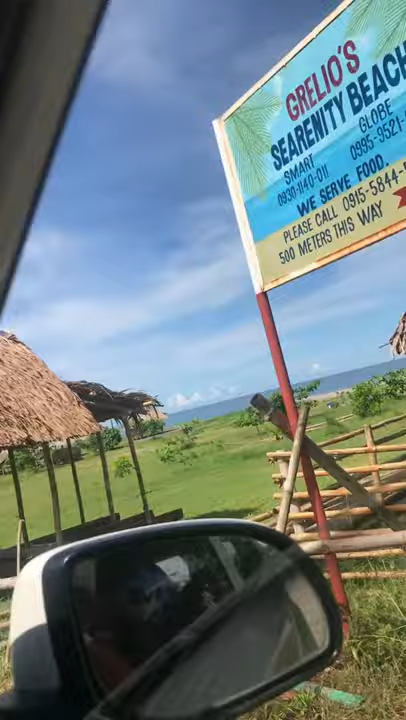 GRELIO'S
SEARENITY BEACH
SMART
GLOBE
0930-1140-011
0995-9521-
WE SERVE FOOD.
PLEASE CALL 0915-5844-
500 METERS THIS WAY